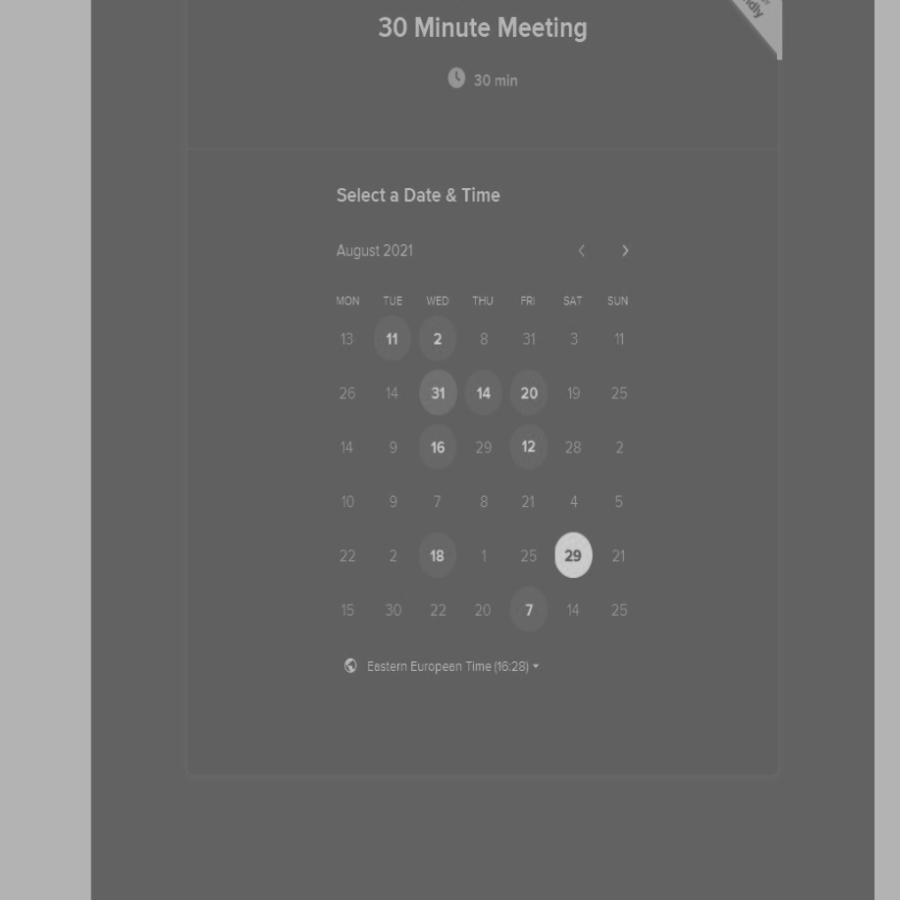 30 Minute Meeting
30 min
Select a Date & Time
August 2021
MON TUE WED THU FRI SAT SUN
13 11 2 8 31 3 11
26 14 31 14 20 19 25
14 9 16 29 12 28 2
10 9 7 8 21 4 5
22 2 18 1 25 29 21
15 30 22 20 7 14 25
Eastern European Time (16:28)